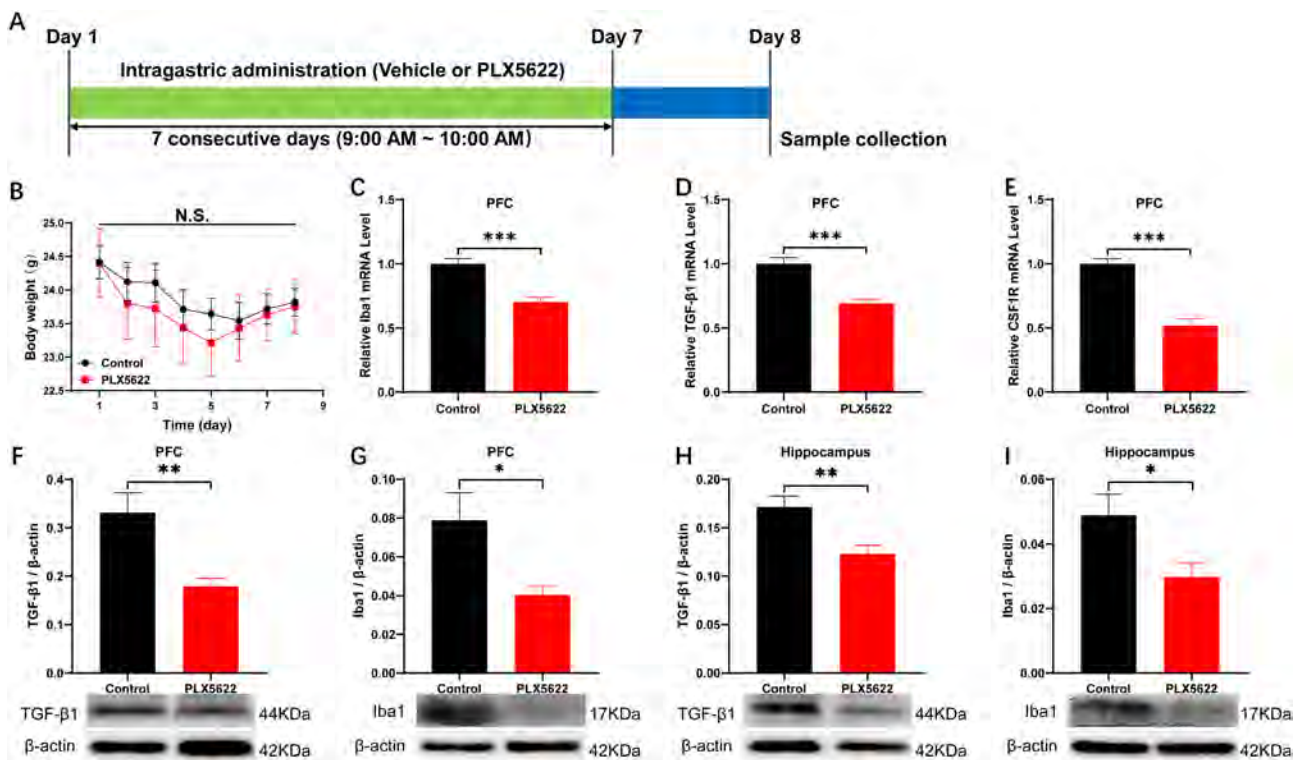 A
Day 1
Day 7
Day 8
Intragastric administration (Vehicle or PLX5622)
7 consecutive days (9:00 AM ~ 10:00 AM)
Sample collection
B
N.S.
Body weight (g)
25.0
24.5
24.0
23.5
23.0
22.5
Control
PLX5622
1 3 5 7 9
Time (day)
C
PFC
***
Relative Iba1 mRNA Level
1.5
1.0
0.5
0.0
Control PLX5622
D
PFC
***
Relative TGF-β1 mRNA Level
1.5
1.0
0.5
0.0
Control PLX5622
E
PFC
***
Relative CSF1R mRNA Level
1.5
1.0
0.5
0.0
Control PLX5622
F
PFC
**
TGF-β1 / β-actin
0.4
0.3
0.2
0.1
0.0
Control PLX5622
TGF-β1 44KDa
β-actin 42KDa
G
PFC
*
Iba1 / β-actin
0.10
0.08
0.06
0.04
0.02
0.00
Control PLX5622
Iba1 17KDa
β-actin 42KDa
H
Hippocampus
**
TGF-β1 / β-actin
0.20
0.15
0.10
0.05
0.00
Control PLX5622
TGF-β1 44KDa
β-actin 42KDa
I
Hippocampus
*
Iba1 / β-actin
0.06
0.04
0.02
0.00
Control PLX5622
Iba1 17KDa
β-actin 42KDa